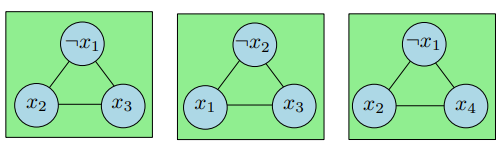 ¬x₁ ¬x₂ ¬x₁
x₂ x₃ x₁ x₃ x₂ x₄